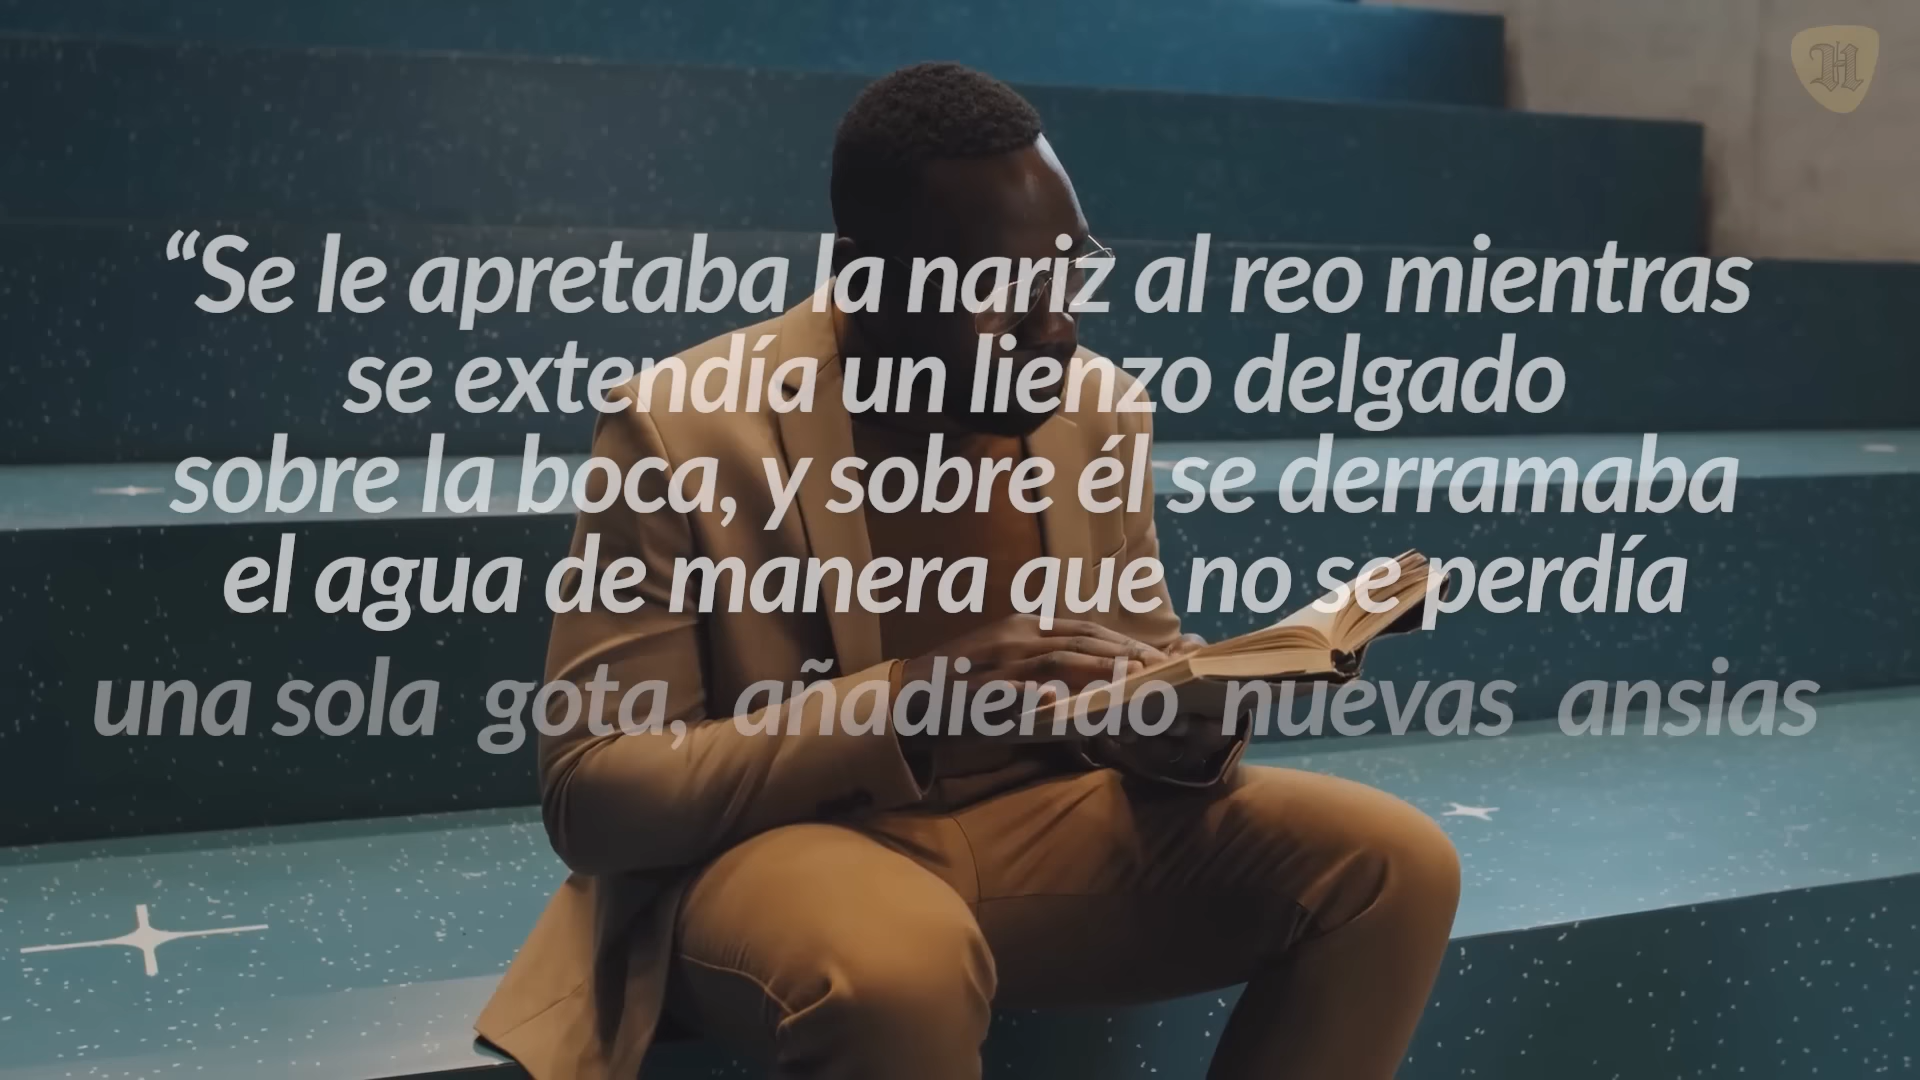 “Se le apretaba la nariz al reo mientras
se extendía un lienzo delgado
sobre la boca, y sobre él se derramaba
el agua de manera que no se perdía
una sola gota, añadiendo nuevas ansias